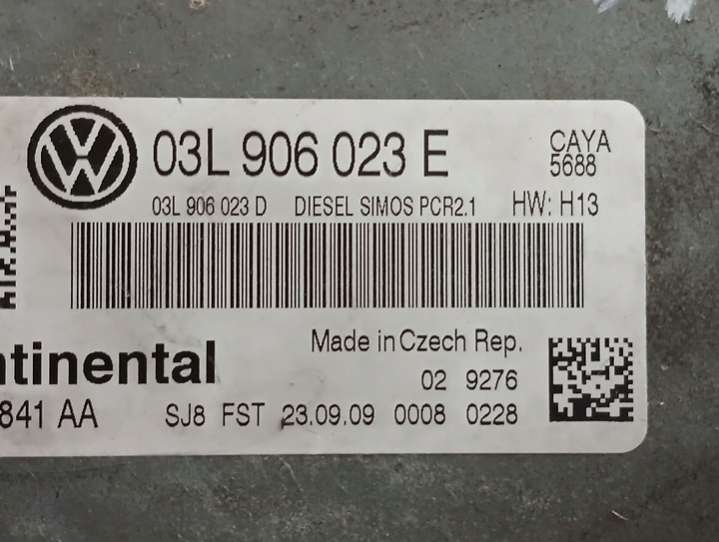 03L 906 023 E
CAYA
5688
03L 906 023 D DIESEL SIMOS PCR2.1 HW: H13
Made in Czech Rep.
ntinental
02 9276
841 AA SJ8 FST 23.09.09 0008 0228